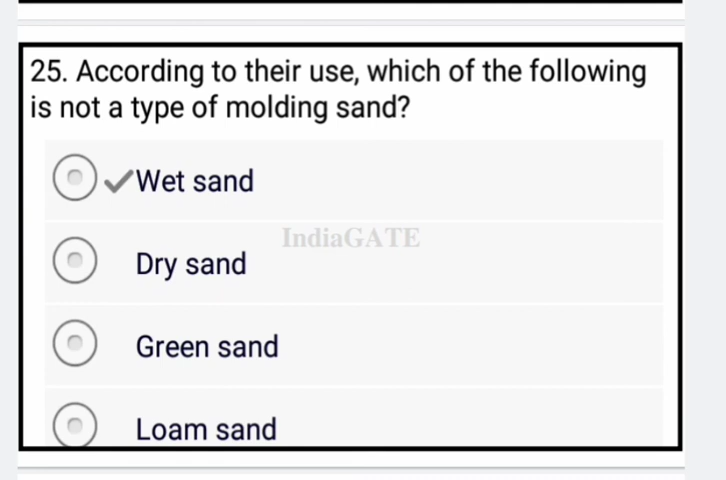 25. According to their use, which of the following
is not a type of molding sand?
Wet sand
IndiaGATE
Dry sand
Green sand
Loam sand